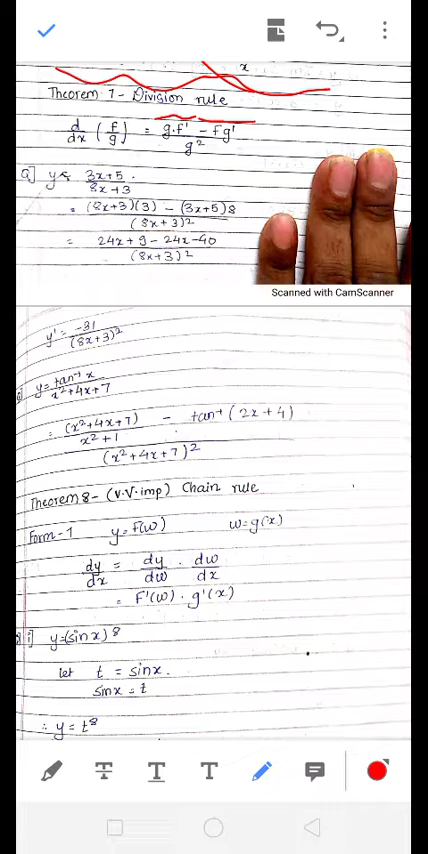 x
Theorem 7 - Division rule
d/dx (f/g) = g.f' - fg' / g²
Q] y = 3x+5 / 8x+3
= (8x+3)(3) - (3x+5)8 / (8x+3)²
= 24x+9-24x-40 / (8x+3)²
Scanned with CamScanner
y' = -31 / (8x+3)²
y = tan⁻¹ x / x²+4x+7
= (x²+4x+7) / x²+1 - tan⁻¹ (2x+4) / (x²+4x+7)²
Theorem 8 - (V.V.imp) Chain rule
Form-1 y = f(w) w = g(x)
dy/dx = dy/dw . dw/dx
= F'(w) . g'(x)
i] y=(sin x)8
let t = sinx.
sinx = t
∴ y = t8
T T T